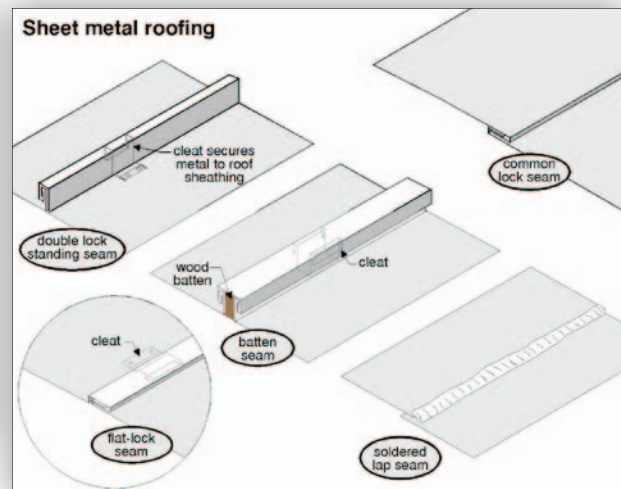 Sheet metal roofing
cleat secures
metal to roof
sheathing
common
lock seam
double lock
standing seam
wood
batten
cleat
batten
seam
cleat
flat-lock
seam
soldered
lap seam